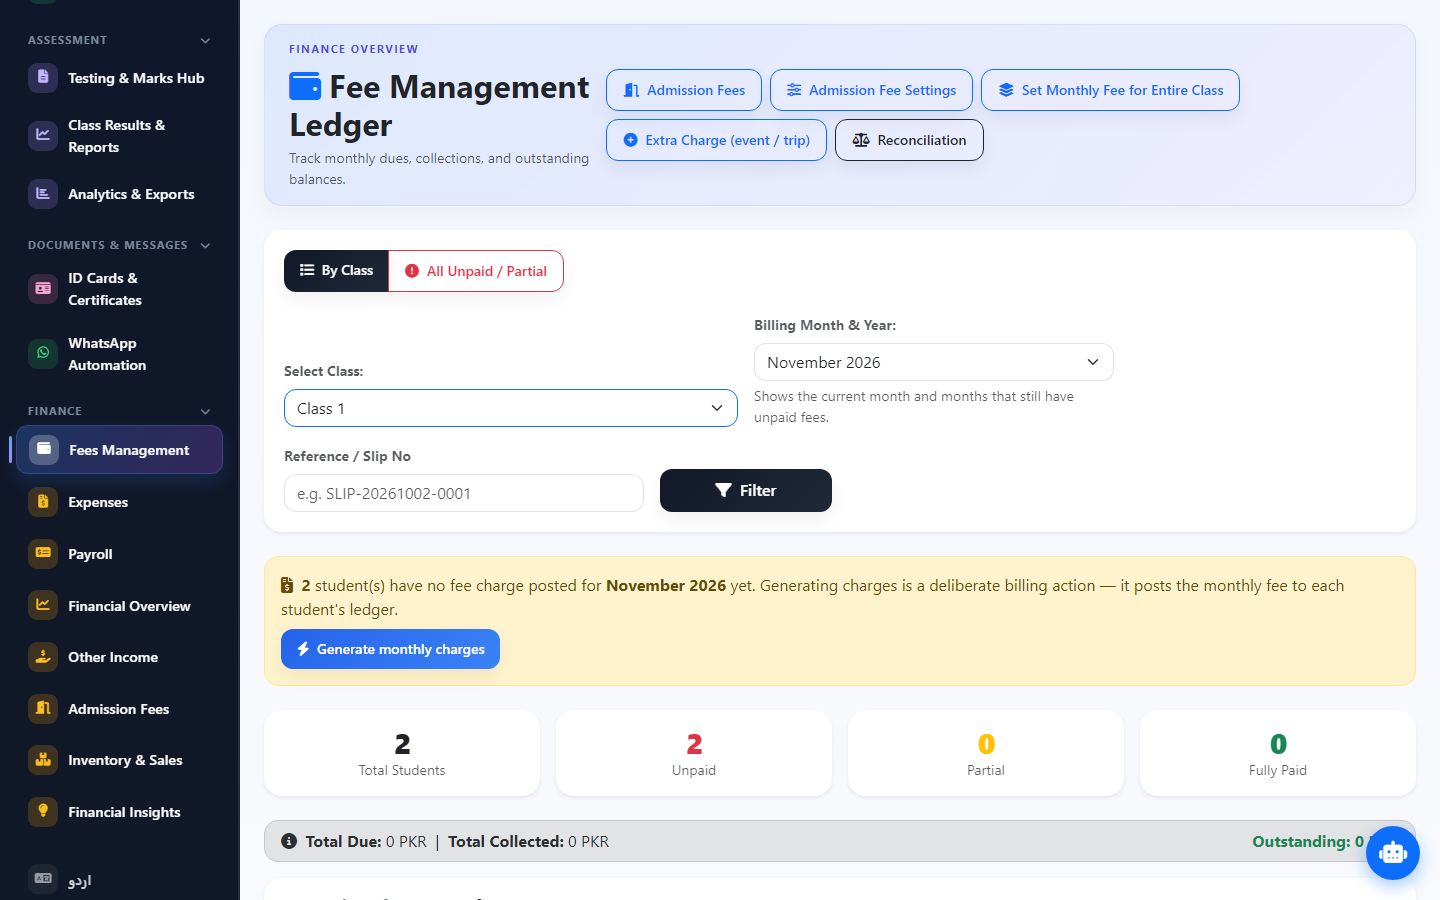 ASSESSMENT
Testing & Marks Hub
Class Results &
Reports
Analytics & Exports
DOCUMENTS & MESSAGES
ID Cards &
Certificates
WhatsApp
Automation
FINANCE
Fees Management
Expenses
Payroll
Financial Overview
Other Income
Admission Fees
Inventory & Sales
Financial Insights
اردو
FINANCE OVERVIEW
Fee Management
Ledger
Track monthly dues, collections, and outstanding
balances.
Admission Fees
Admission Fee Settings
Set Monthly Fee for Entire Class
Extra Charge (event / trip)
Reconciliation
By Class
All Unpaid / Partial
Select Class:
Class 1
Billing Month & Year:
November 2026
Shows the current month and months that still have
unpaid fees.
Reference / Slip No
e.g. SLIP-20261002-0001
Filter
2 student(s) have no fee charge posted for November 2026 yet. Generating charges is a deliberate billing action — it posts the monthly fee to each
student's ledger.
Generate monthly charges
2
Total Students
2
Unpaid
0
Partial
0
Fully Paid
Total Due: 0 PKR | Total Collected: 0 PKR
Outstanding: 0